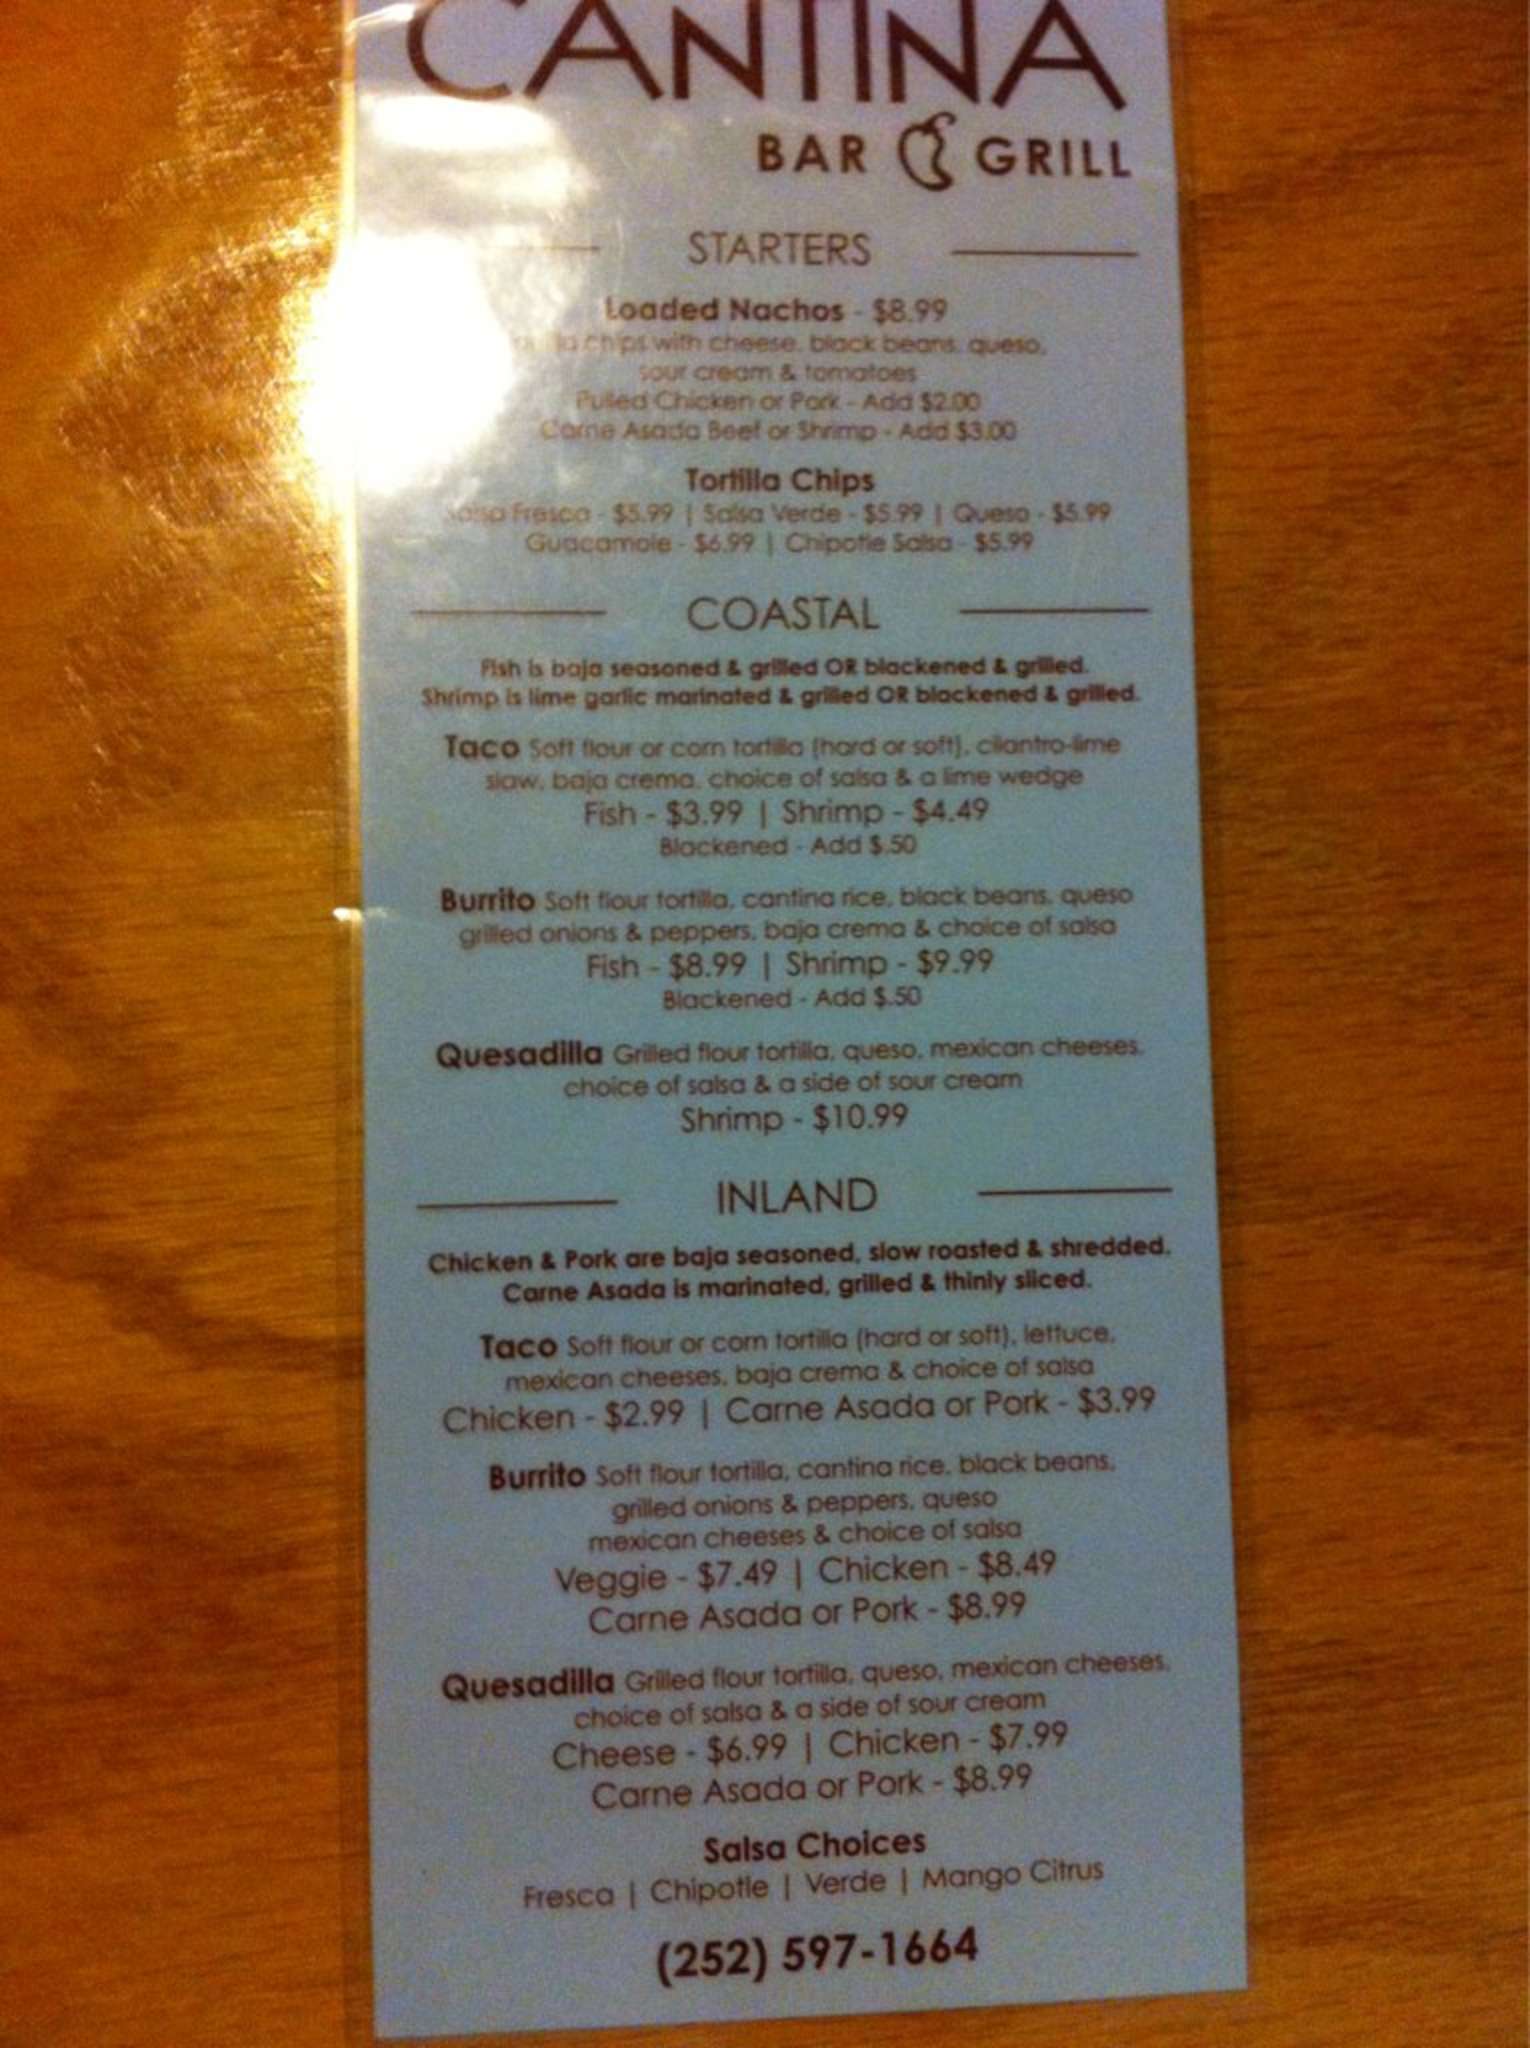 CANTINA
BAR GRILL
STARTERS
Loaded Nachos - $8.99
chips with cheese, black beans, queso,
sour cream & tomatoes
Pulled Chicken or Pork - Add $2.00
Carne Asada Beef or Shrimp - Add $3.00
Tortilla Chips
Salsa Fresca - $5.99 | Salsa Verde - $5.99 | Queso - $5.99
Guacamole - $6.99 | Chipotle Salsa - $5.99
COASTAL
Fish is baja seasoned & grilled OR blackened & grilled.
Shrimp is lime garlic marinated & grilled OR blackened & grilled.
Taco Soft flour or corn tortilla (hard or soft), cilantro-lime
slaw, baja crema, choice of salsa & a lime wedge
Fish - $3.99 | Shrimp - $4.49
Blackened - Add $.50
Burrito Soft flour tortilla, cantina rice, black beans, queso
grilled onions & peppers, baja crema & choice of salsa
Fish - $8.99 | Shrimp - $9.99
Blackened - Add $.50
Quesadilla Grilled flour tortilla, queso, mexican cheeses,
choice of salsa & a side of sour cream
Shrimp - $10.99
INLAND
Chicken & Pork are baja seasoned, slow roasted & shredded.
Carne Asada is marinated, grilled & thinly sliced.
Taco Soft flour or corn tortilla (hard or soft), lettuce,
mexican cheeses, baja crema & choice of salsa
Chicken - $2.99 | Carne Asada or Pork - $3.99
Burrito Soft flour tortilla, cantina rice, black beans,
grilled onions & peppers, queso
mexican cheeses & choice of salsa
Veggie - $7.49 | Chicken - $8.49
Carne Asada or Pork - $8.99
Quesadilla Grilled flour tortilla, queso, mexican cheeses,
choice of salsa & a side of sour cream
Cheese - $6.99 | Chicken - $7.99
Carne Asada or Pork - $8.99
Salsa Choices
Fresca | Chipotle | Verde | Mango Citrus
(252) 597-1664